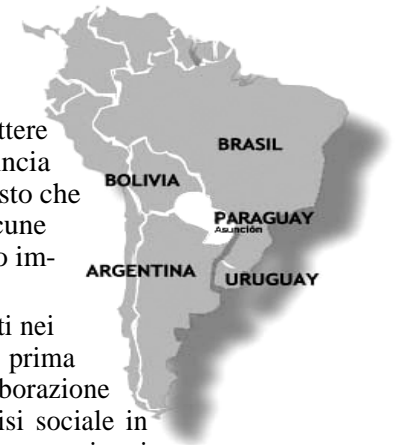 ttere
ncia
sto che
cune
o im-
ti nei
prima
borazione
isi sociale in
BRASIL
BOLIVIA
PARAGUAY
Asunción
ARGENTINA
URUGUAY